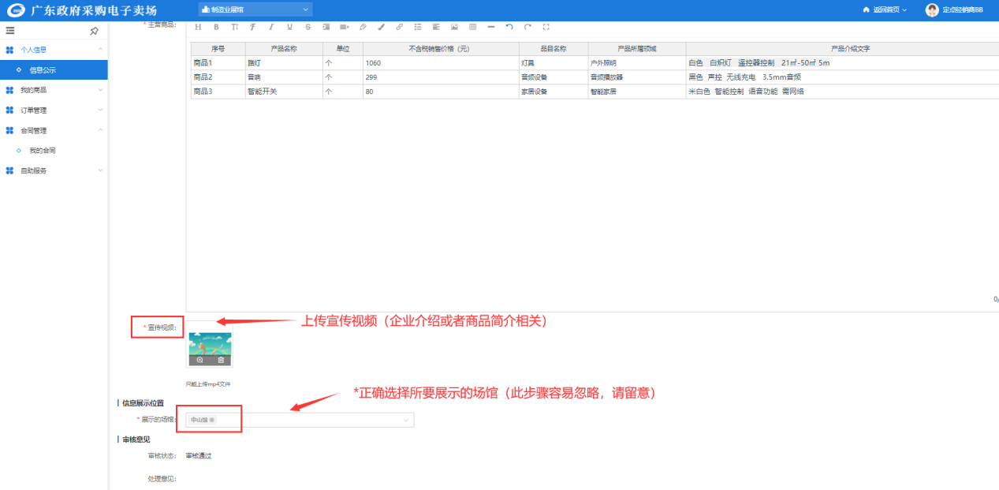 广东政府采购电子卖场 制造业展馆 返回首页 定点经销商BB
* 主营商品: H B
个人信息
信息公示
我的商品
订单管理
合同管理
我的合同
自助服务
序号 产品名称 单位 不含税销售价格（元） 品目名称 产品所属领域 产品介绍文字
商品1 路灯 个 1060 灯具 户外照明 白色 白炽灯 遥控器控制 21㎡-50㎡ 5m
商品2 音响 个 299 音频设备 音频播放器 黑色 声控 无线充电 3.5mm音频
商品3 智能开关 个 80 家居设备 智能家居 米白色 智能控制 语音功能 需网络
0/
* 宣传视频: 上传宣传视频（企业介绍或者商品简介相关）
只能上传mp4文件
*正确选择所要展示的场馆（此步骤容易忽略，请留意）
信息展示位置
* 展示的场馆: 中山馆
审核意见
审核状态: 审核通过
处理意见: